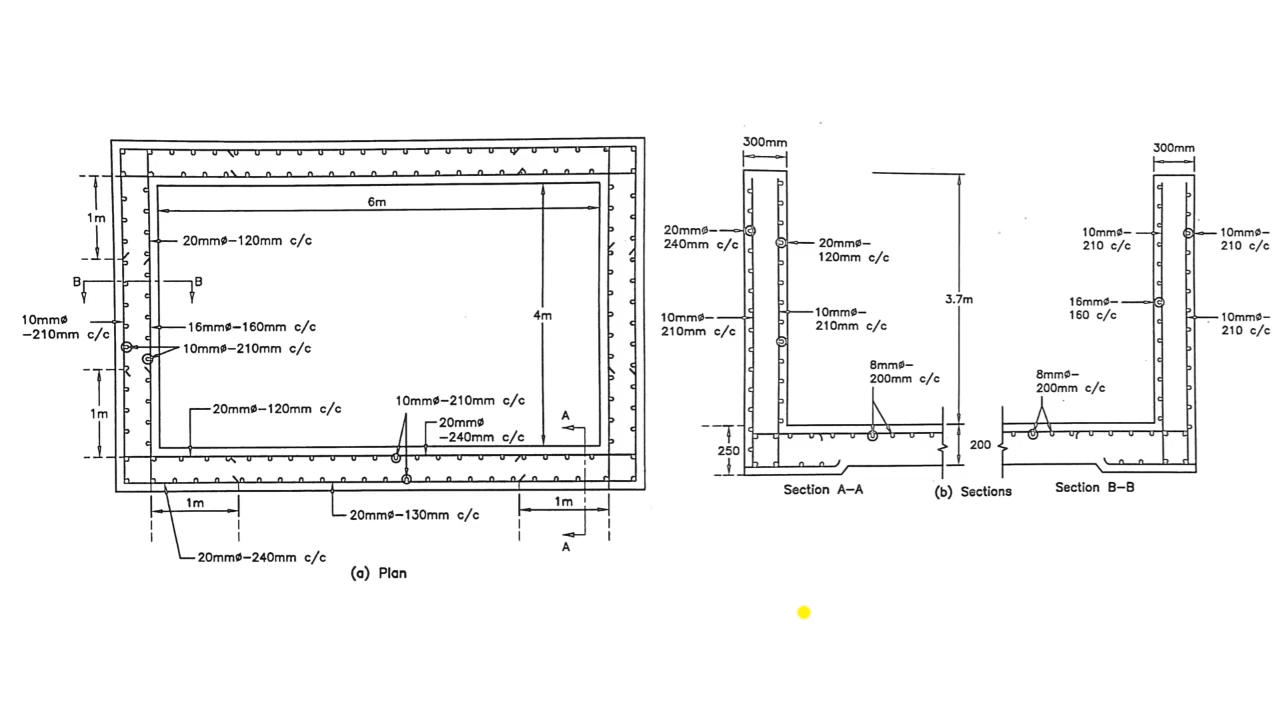 6m
1m
20mmø-120mm c/c
B
B
4m
10mmø
-210mm c/c
16mmø-160mm c/c
10mmø-210mm c/c
1m
20mmø-120mm c/c
10mmø-210mm c/c
20mmø
-240mm c/c
A
1m
1m
20mmø-130mm c/c
A
20mmø-240mm c/c
(a) Plan
300mm
20mmø-
240mm c/c
20mmø-
120mm c/c
10mmø-
210mm c/c
10mmø-
210mm c/c
8mmø-
200mm c/c
3.7m
250
200
Section A-A
(b) Sections
300mm
10mmø-
210 c/c
10mmø-
210 c/c
16mmø-
160 c/c
10mmø-
210 c/c
8mmø-
200mm c/c
Section B-B